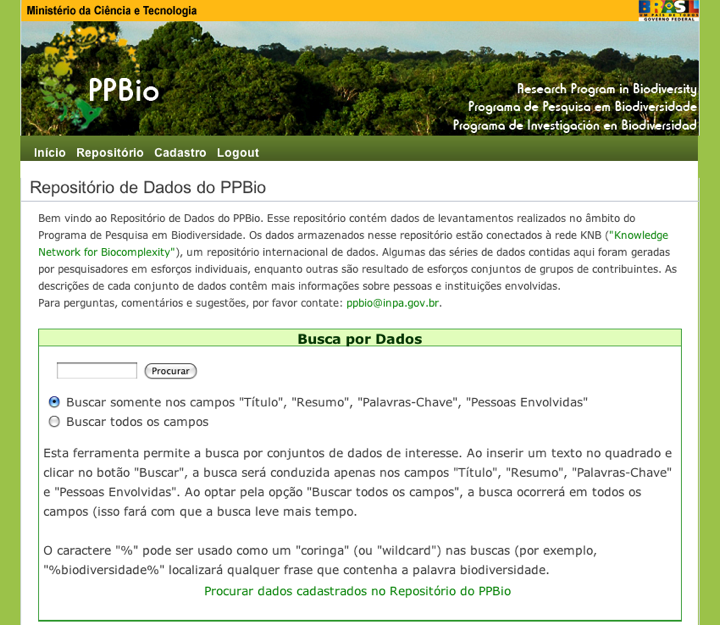 Ministério da Ciência e Tecnologia
BRASIL
UM PAÍS DE TODOS
GOVERNO FEDERAL
PPBio
Research Program in Biodiversity
Programa de Pesquisa em Biodiversidade
Programa de Investigación en Biodiversidad
Início Repositório Cadastro Logout
Repositório de Dados do PPBio
Bem vindo ao Repositório de Dados do PPBio. Esse repositório contém dados de levantamentos realizados no âmbito do
Programa de Pesquisa em Biodiversidade. Os dados armazenados nesse repositório estão conectados à rede KNB ("Knowledge
Network for Biocomplexity"), um repositório internacional de dados. Algumas das séries de dados contidas aqui foram geradas
por pesquisadores em esforços individuais, enquanto outras são resultado de esforços conjuntos de grupos de contribuintes. As
descrições de cada conjunto de dados contêm mais informações sobre pessoas e instituições envolvidas.
Para perguntas, comentários e sugestões, por favor contate: ppbio@inpa.gov.br.
Busca por Dados
Procurar
Buscar somente nos campos "Título", "Resumo", "Palavras-Chave", "Pessoas Envolvidas"
Buscar todos os campos
Esta ferramenta permite a busca por conjuntos de dados de interesse. Ao inserir um texto no quadrado e
clicar no botão "Buscar", a busca será conduzida apenas nos campos "Título", "Resumo", "Palavras-Chave"
e "Pessoas Envolvidas". Ao optar pela opção "Buscar todos os campos", a busca ocorrerá em todos os
campos (isso fará com que a busca leve mais tempo.
O caractere "%" pode ser usado como um "coringa" (ou "wildcard") nas buscas (por exemplo,
"%biodiversidade%" localizará qualquer frase que contenha a palavra biodiversidade.
Procurar dados cadastrados no Repositório do PPBio